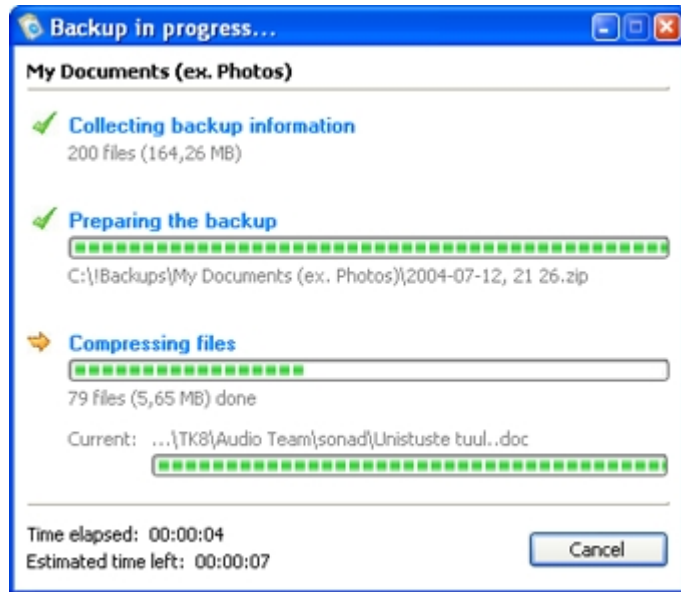 Backup in progress...
My Documents (ex. Photos)
Collecting backup information
200 files (164,26 MB)
Preparing the backup
C:\!Backups\My Documents (ex. Photos)\2004-07-12, 21 26.zip
Compressing files
79 files (5,65 MB) done
Current: ...\TK8\Audio Team\sonad\Unistuste tuul..doc
Time elapsed: 00:00:04
Estimated time left: 00:00:07
Cancel